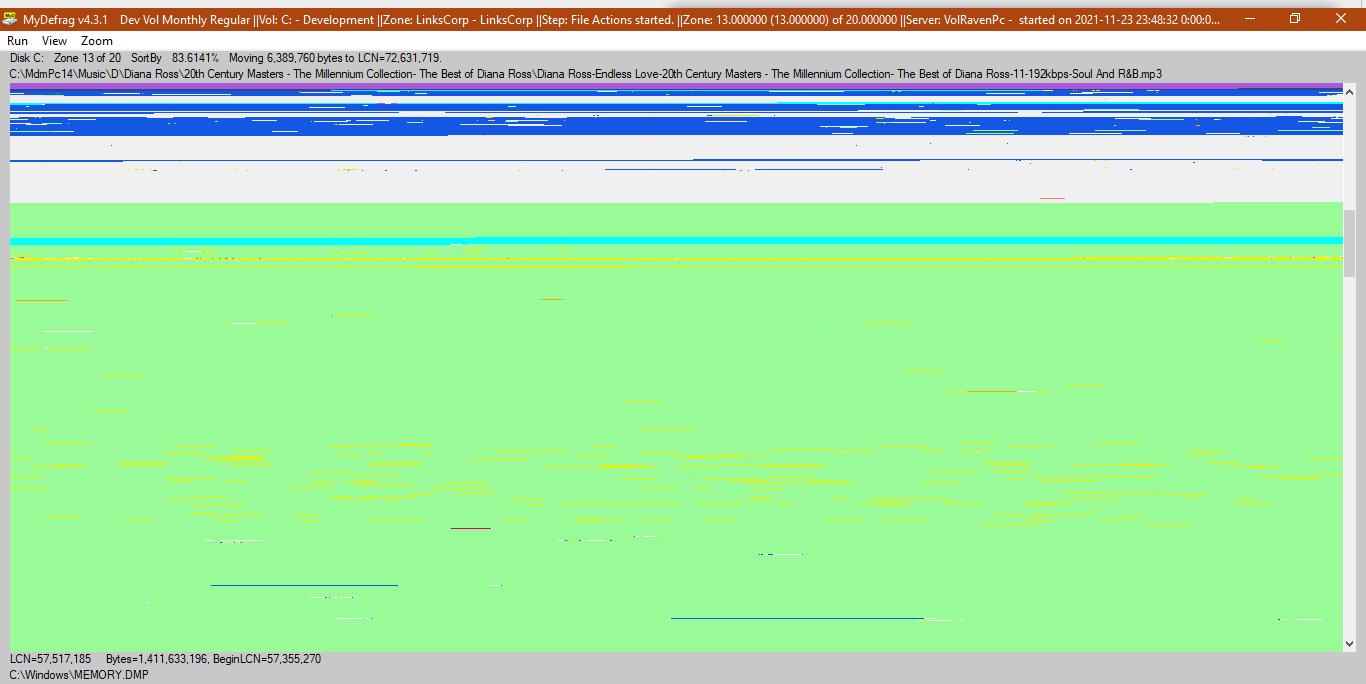 MyDefrag v4.3.1 Dev Vol Monthly Regular ||Vol: C: - Development ||Zone: LinksCorp - LinksCorp ||Step: File Actions started. ||Zone: 13.000000 (13.000000) of 20.000000 ||Server: VolRavenPc - started on 2021-11-23 23:48:32 0:00:0...
Run View Zoom
Disk C: Zone 13 of 20 SortBy 83.6141% Moving 6,389,760 bytes to LCN=72,631,719.
C:\MdmPc14\Music\D\Diana Ross\20th Century Masters - The Millennium Collection- The Best of Diana Ross\Diana Ross-Endless Love-20th Century Masters - The Millennium Collection- The Best of Diana Ross-11-192kbps-Soul And R&B.mp3
LCN=57,517,185 Bytes=1,411,633,196, BeginLCN=57,355,270
C:\Windows\MEMORY.DMP